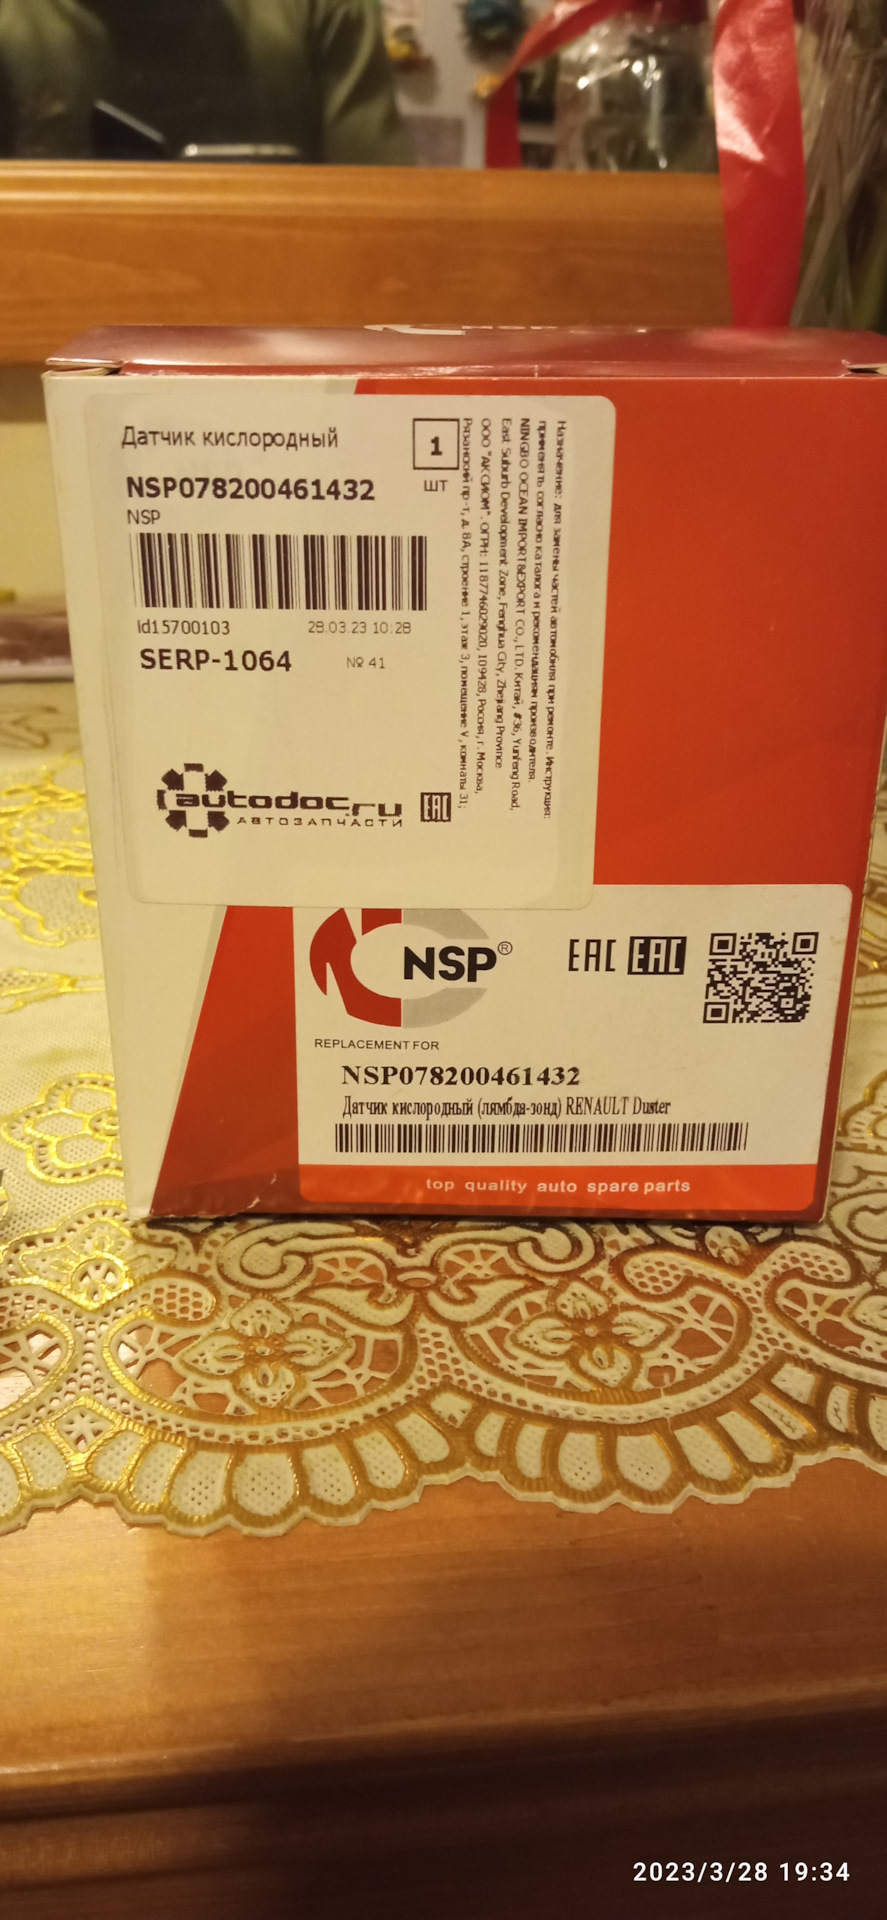 NSP
Датчик кислородный
1
шт
NSP078200461432
NSP
Id15700103
28.03.23 10:28
SERP-1064
№ 41
autodoc.ru
АВТОЗАПЧАСТИ
EAC
Назначение: для замены частей автомобиля при ремонте. Инструкция:
применять согласно каталога и рекомендациям производителя.
NINGBO OCEAN IMPORT&EXPORT CO., LTD. Китай, #36, Yunfeng Road,
East Suburb Development Zone, Fenghua City, Zhejiang Province
ООО "АКСИОМ". ОГРН: 1187746029020, 109428, Россия, г. Москва,
Рязанский пр-т, д. 8А, строение 1, этаж 3, помещение V, комнаты 31;
NSP®
EAC EAC
REPLACEMENT FOR
NSP078200461432
Датчик кислородный (лямбда-зонд) RENAULT Duster
top quality auto spare parts
2023/3/28 19:34